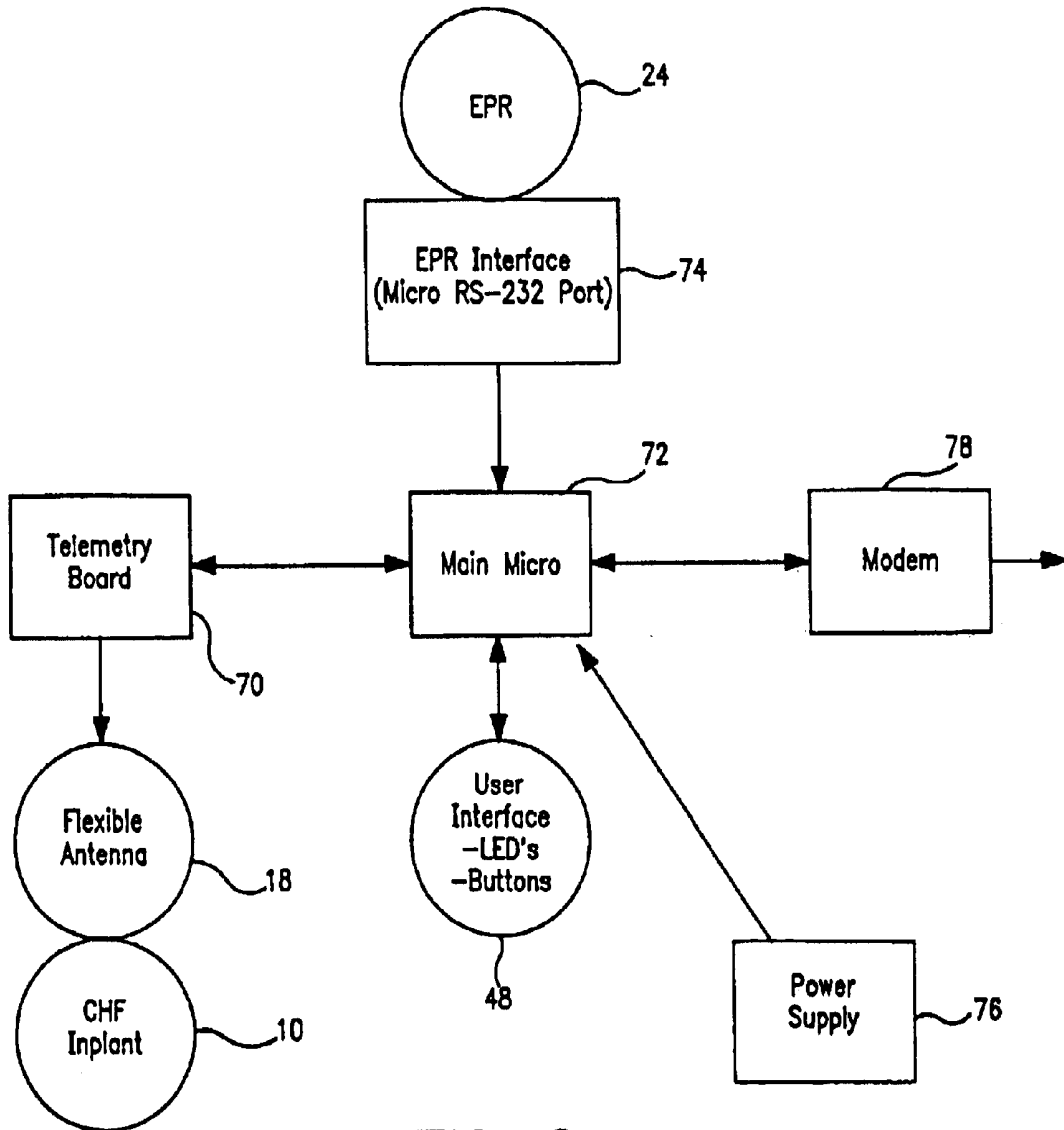 24
EPR
EPR Interface
(Micro RS-232 Port)
74
72
78
Telemetry
Board
Main Micro
Modem
70
Flexible
Antenna
18
User
Interface
-LED's
-Buttons
48
CHF
Inplant
10
Power
Supply
76